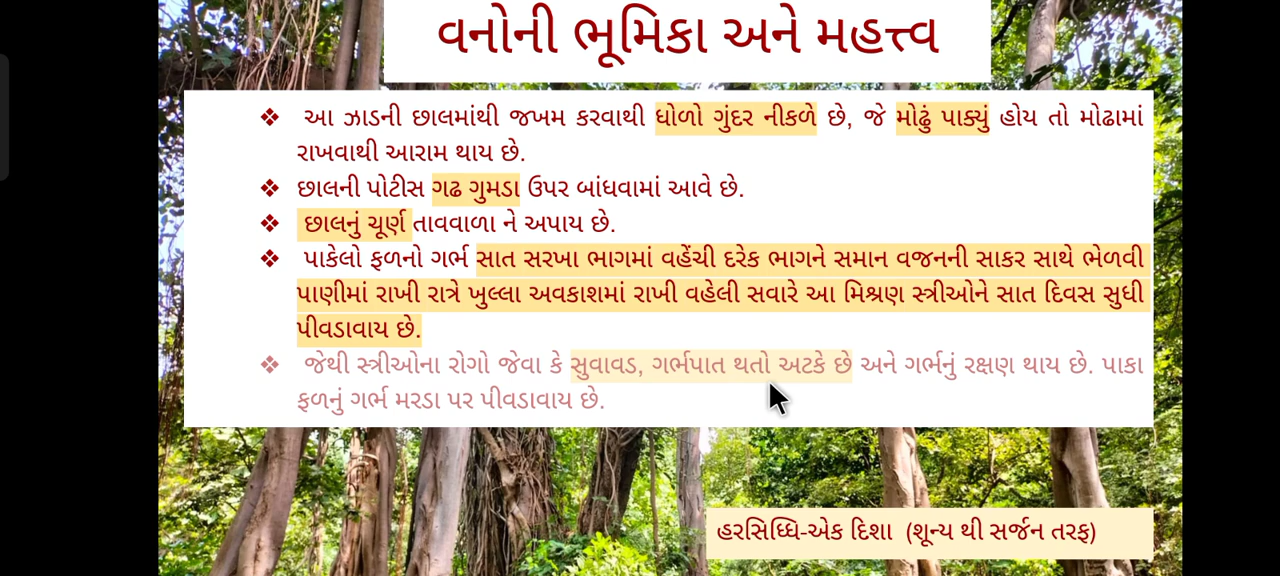 વનોની ભૂમિકા અને મહત્ત્વ
❖ આ ઝાડની છાલમાંથી જખમ કરવાથી ધોળો ગુંદર નીકળે છે, જે મોઢું પાક્યું હોય તો મોઢામાં
રાખવાથી આરામ થાય છે.
❖ છાલની પોટીસ ગઢ ગુમડા ઉપર બાંધવામાં આવે છે.
❖ છાલનું ચૂર્ણ તાવવાળા ને અપાય છે.
❖ પાકેલો ફળનો ગર્ભ સાત સરખા ભાગમાં વહેંચી દરેક ભાગને સમાન વજનની સાકર સાથે ભેળવી
પાણીમાં રાખી રાત્રે ખુલ્લા અવકાશમાં રાખી વહેલી સવારે આ મિશ્રણ સ્ત્રીઓને સાત દિવસ સુધી
પીવડાવાય છે.
❖ જેથી સ્ત્રીઓના રોગો જેવા કે સુવાવડ, ગર્ભપાત થતો અટકે છે અને ગર્ભનું રક્ષણ થાય છે. પાકા
ફળનું ગર્ભ મરડા પર પીવડાવાય છે.
હરસિધ્ધિ-એક દિશા (શૂન્ય થી સર્જન તરફ)